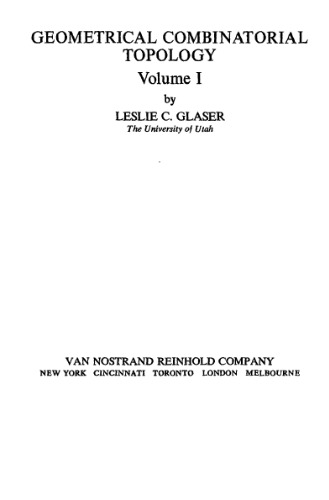 GEOMETRICAL COMBINATORIAL
TOPOLOGY
Volume I
by
LESLIE C. GLASER
The University of Utah
VAN NOSTRAND REINHOLD COMPANY
NEW YORK CINCINNATI TORONTO LONDON MELBOURNE